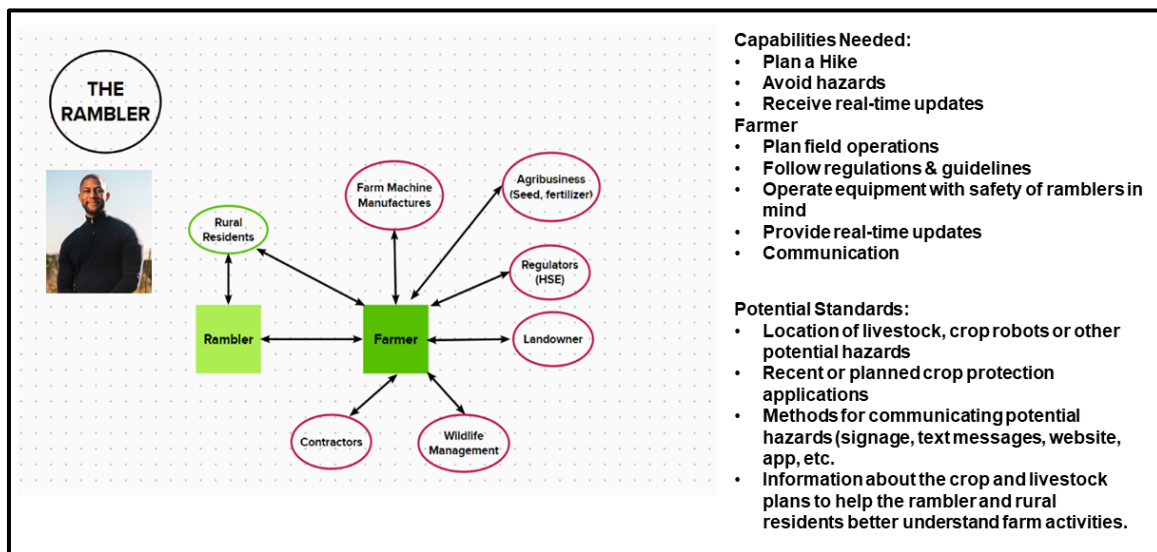 THE
RAMBLER
Rural
Residents
Farm Machine
Manufactures
Agribusiness
(Seed, fertilizer)
Regulators
(HSE)
Rambler
Farmer
Landowner
Contractors
Wildlife
Management
Capabilities Needed:
• Plan a Hike
• Avoid hazards
• Receive real-time updates
Farmer
• Plan field operations
• Follow regulations & guidelines
• Operate equipment with safety of ramblers in
mind
• Provide real-time updates
• Communication
Potential Standards:
• Location of livestock, crop robots or other
potential hazards
• Recent or planned crop protection
applications
• Methods for communicating potential
hazards (signage, text messages, website,
app, etc.
• Information about the crop and livestock
plans to help the rambler and rural
residents better understand farm activities.